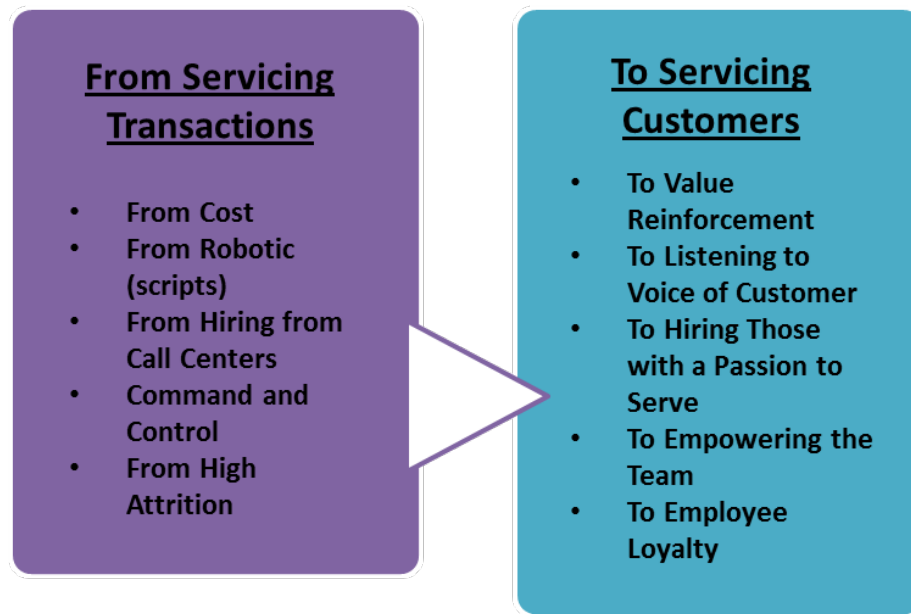 From Servicing
Transactions
• From Cost
• From Robotic
(scripts)
• From Hiring from
Call Centers
• Command and
Control
• From High
Attrition
To Servicing
Customers
• To Value
Reinforcement
• To Listening to
Voice of Customer
• To Hiring Those
with a Passion to
Serve
• To Empowering the
Team
• To Employee
Loyalty